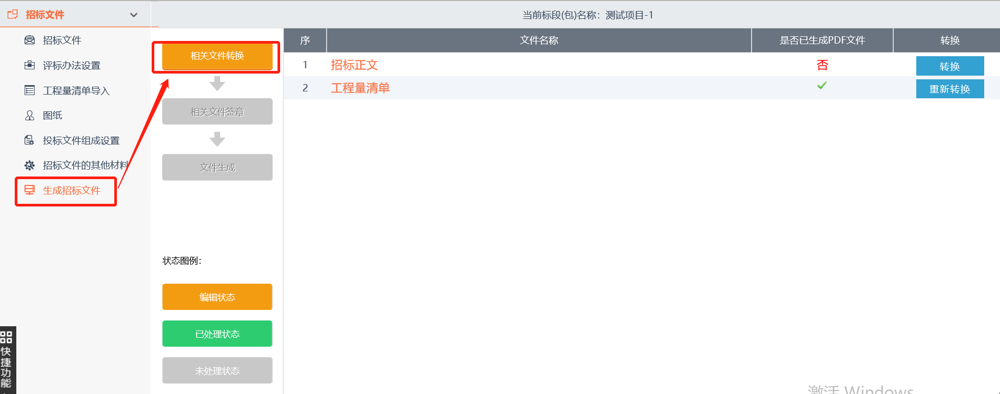 招标文件
招标文件
评标办法设置
工程量清单导入
图纸
投标文件组成设置
招标文件的其他材料
生成招标文件
快捷功能
当前标段(包)名称：测试项目-1
相关文件转换
相关文件签章
文件生成
状态图例：
编辑状态
已处理状态
未处理状态
序 文件名称 是否已生成PDF文件 转换
1 招标正文 否 转换
2 工程量清单 重新转换
激活 Windows